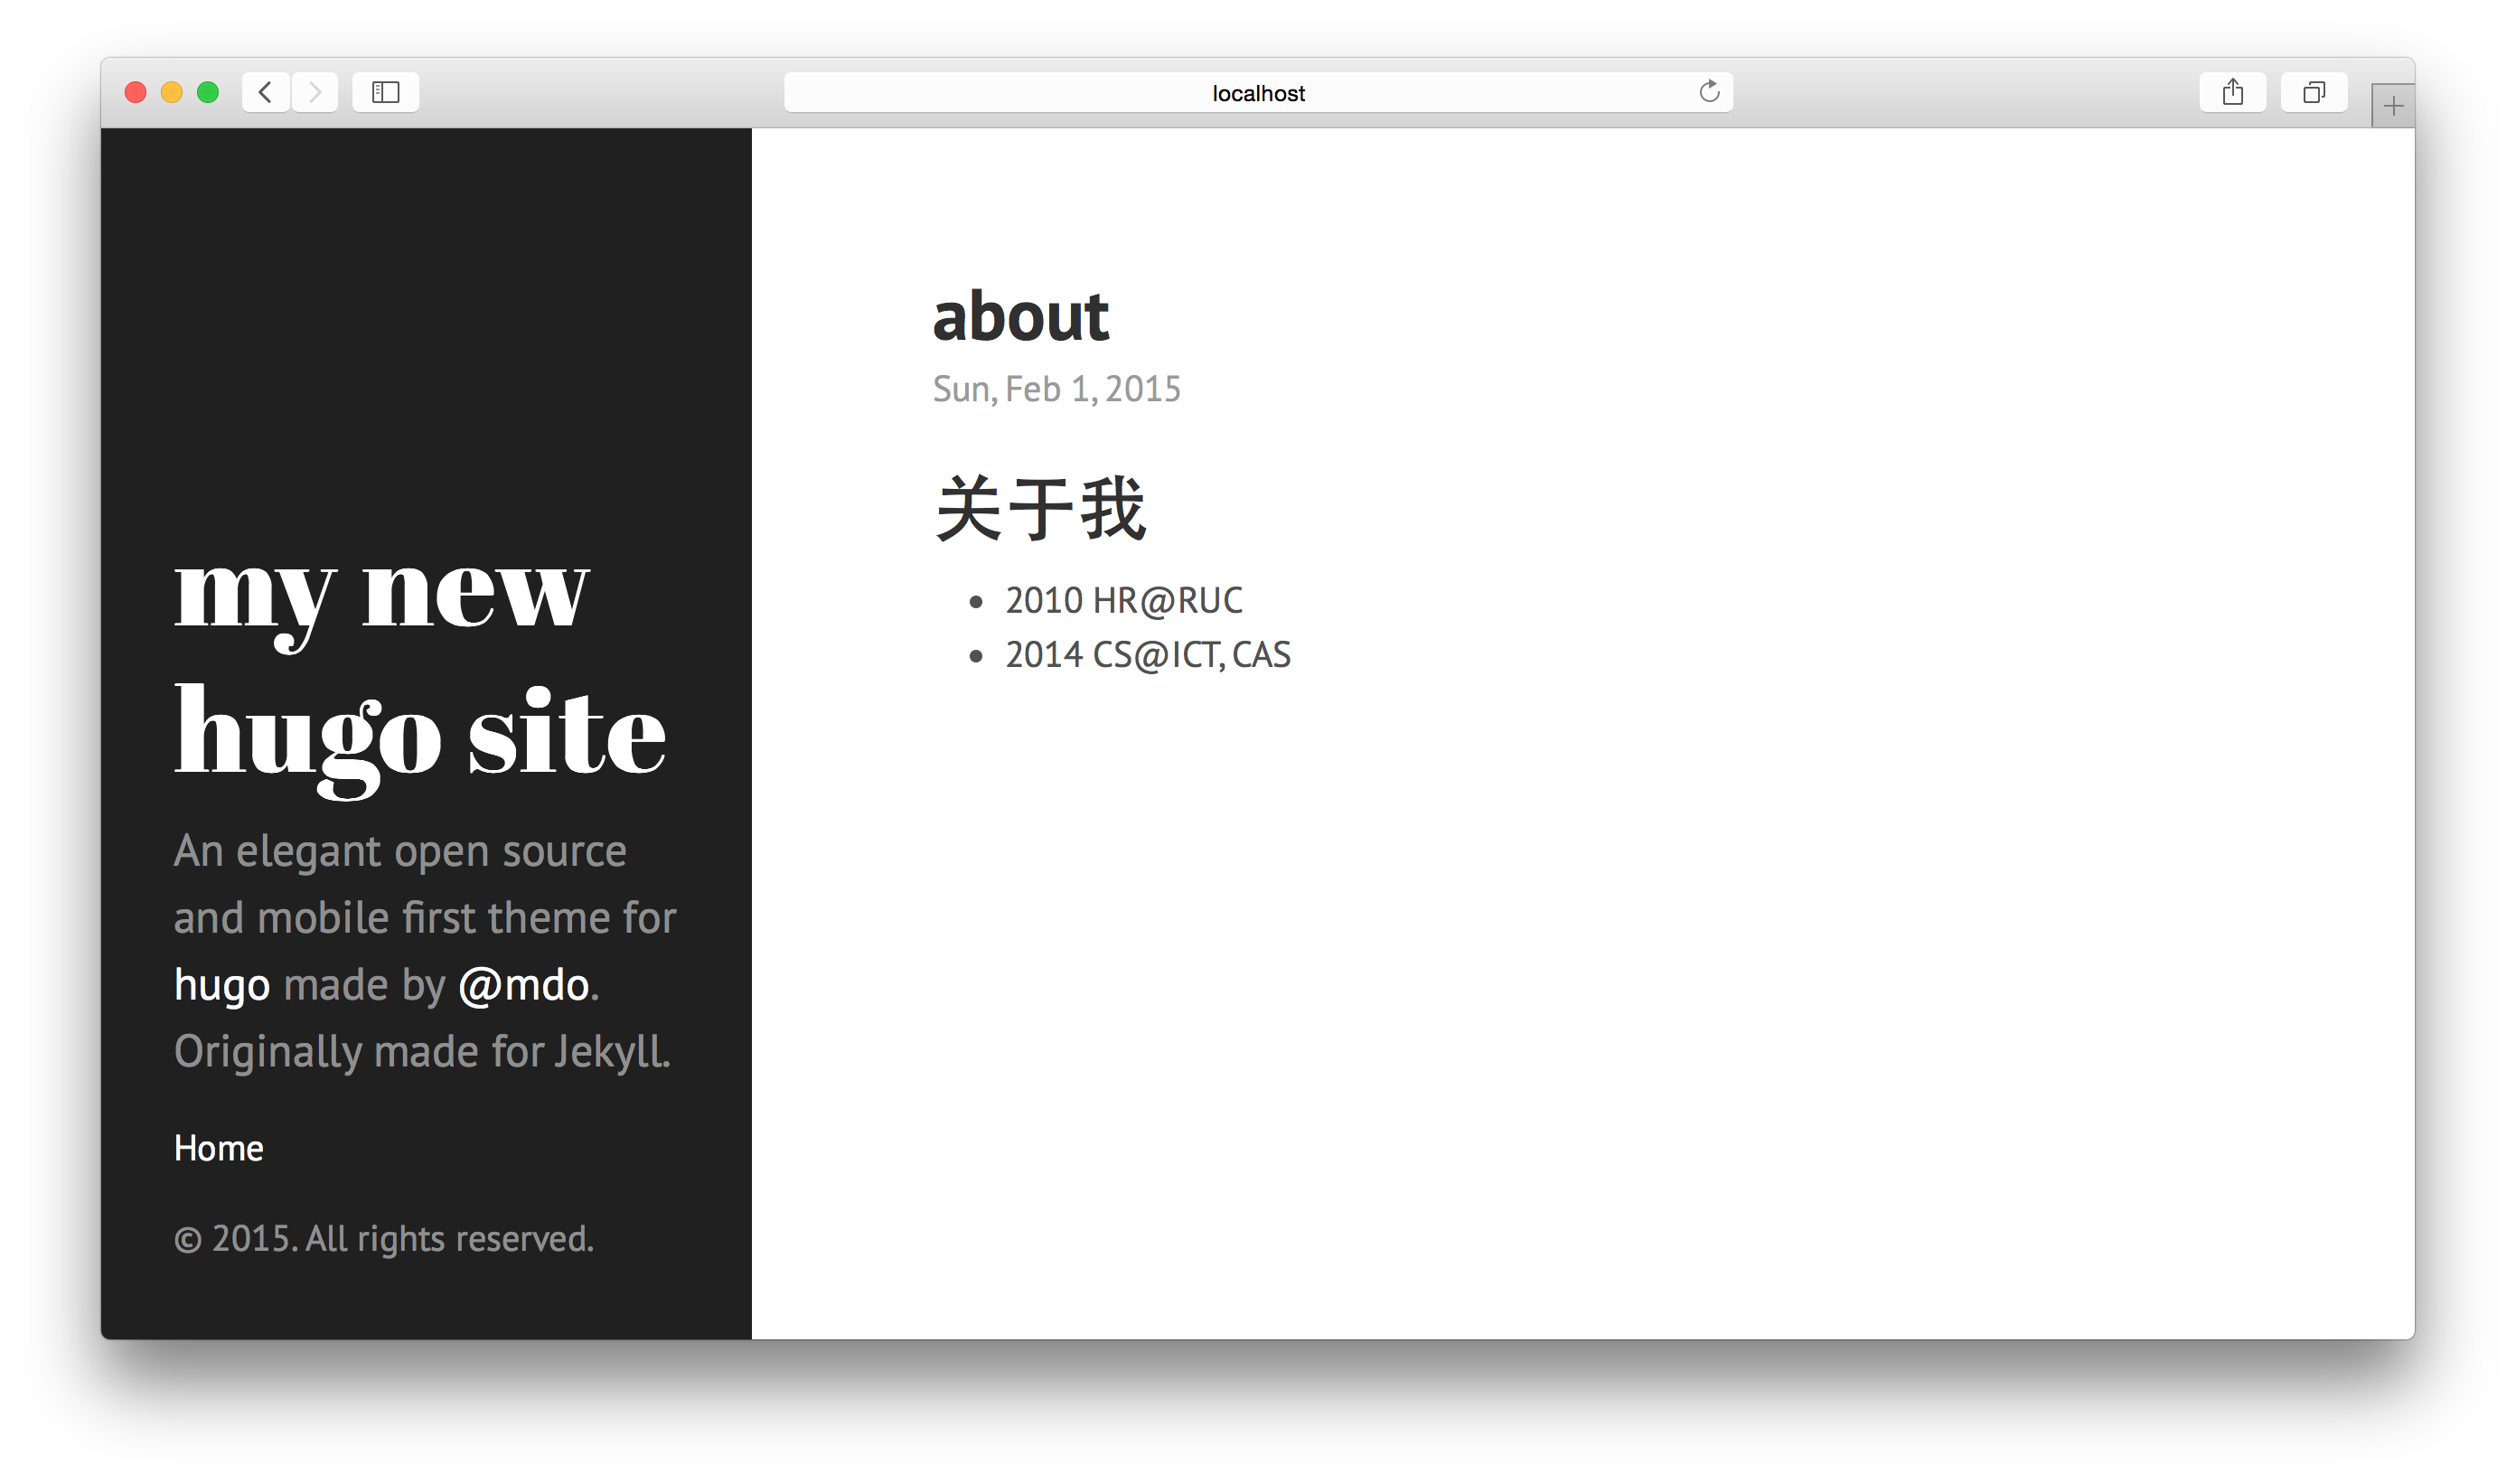 localhost
my new
hugo site
An elegant open source
and mobile first theme for
hugo made by @mdo.
Originally made for Jekyll.
Home
© 2015. All rights reserved.
about
Sun, Feb 1, 2015
关于我
2010 HR@RUC
2014 CS@ICT, CAS